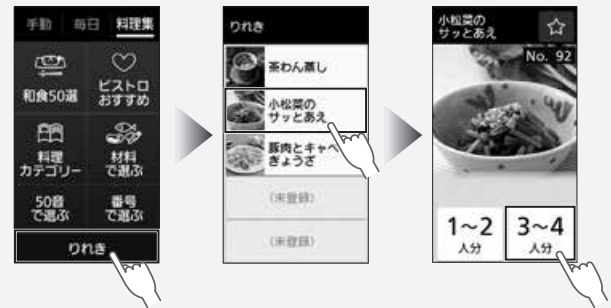 手動 毎日 料理集
和食50選
ビストロ
おすすめ
料理
カテゴリー
材料
で選ぶ
50音
で選ぶ
番号
で選ぶ
りれき
りれき
茶わん蒸し
小松菜の
サッとあえ
豚肉とキャベ
ぎょうざ
(未登録)
(未登録)
小松菜の
サッとあえ
No. 92
1~2
人分
3~4
人分